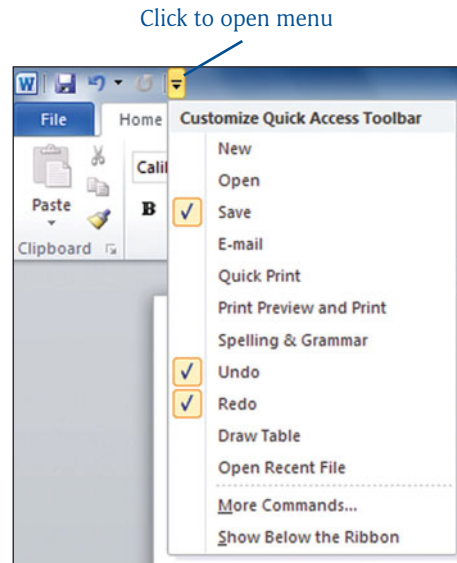 Click to open menu
W
File
Home
Customize Quick Access Toolbar
New
Calil
Open
Paste
B
Save
E-mail
Clipboard
Quick Print
Print Preview and Print
Spelling & Grammar
Undo
Redo
Draw Table
Open Recent File
More Commands...
Show Below the Ribbon